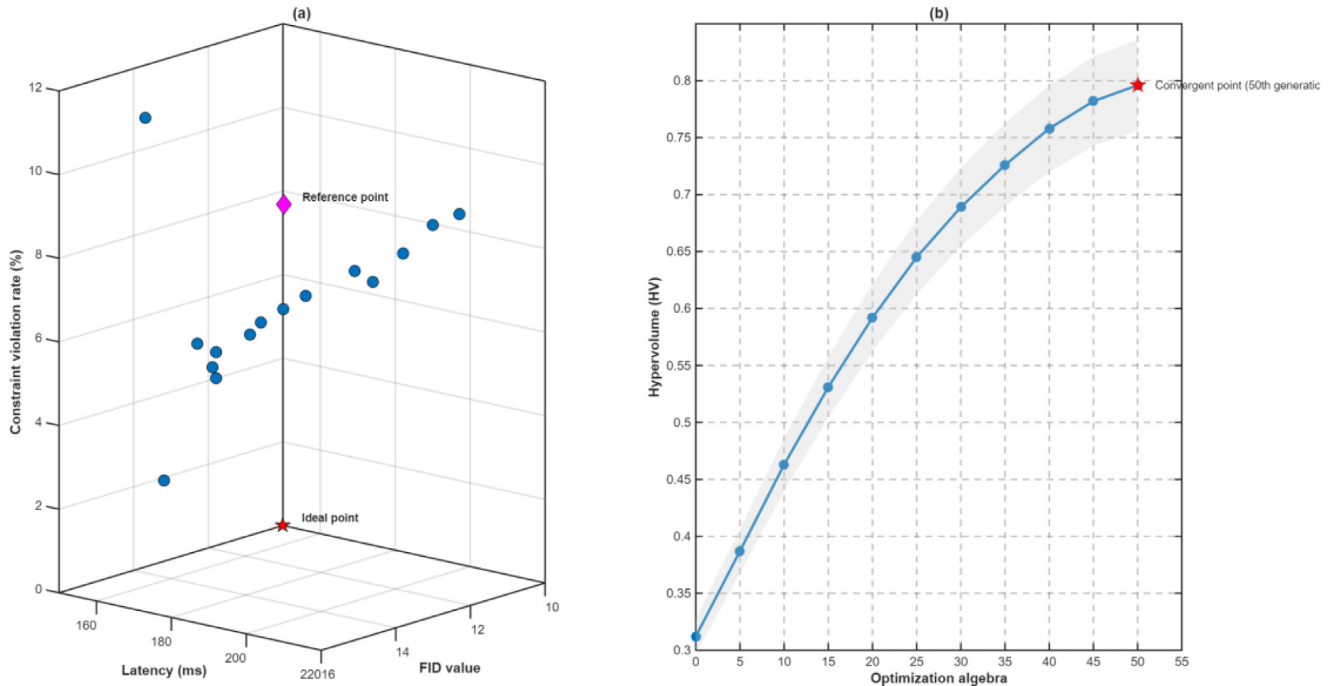 (a)
12
10
8
6
4
2
0
Constraint violation rate (%)
Reference point
Ideal point
160
180
200
22016
14
12
10
Latency (ms)
FID value
(b)
0.8
0.75
0.7
0.65
0.6
0.55
0.5
0.45
0.4
0.35
0.3
Hypervolume (HV)
Convergent point (50th generatic
0 5 10 15 20 25 30 35 40 45 50 55
Optimization algebra